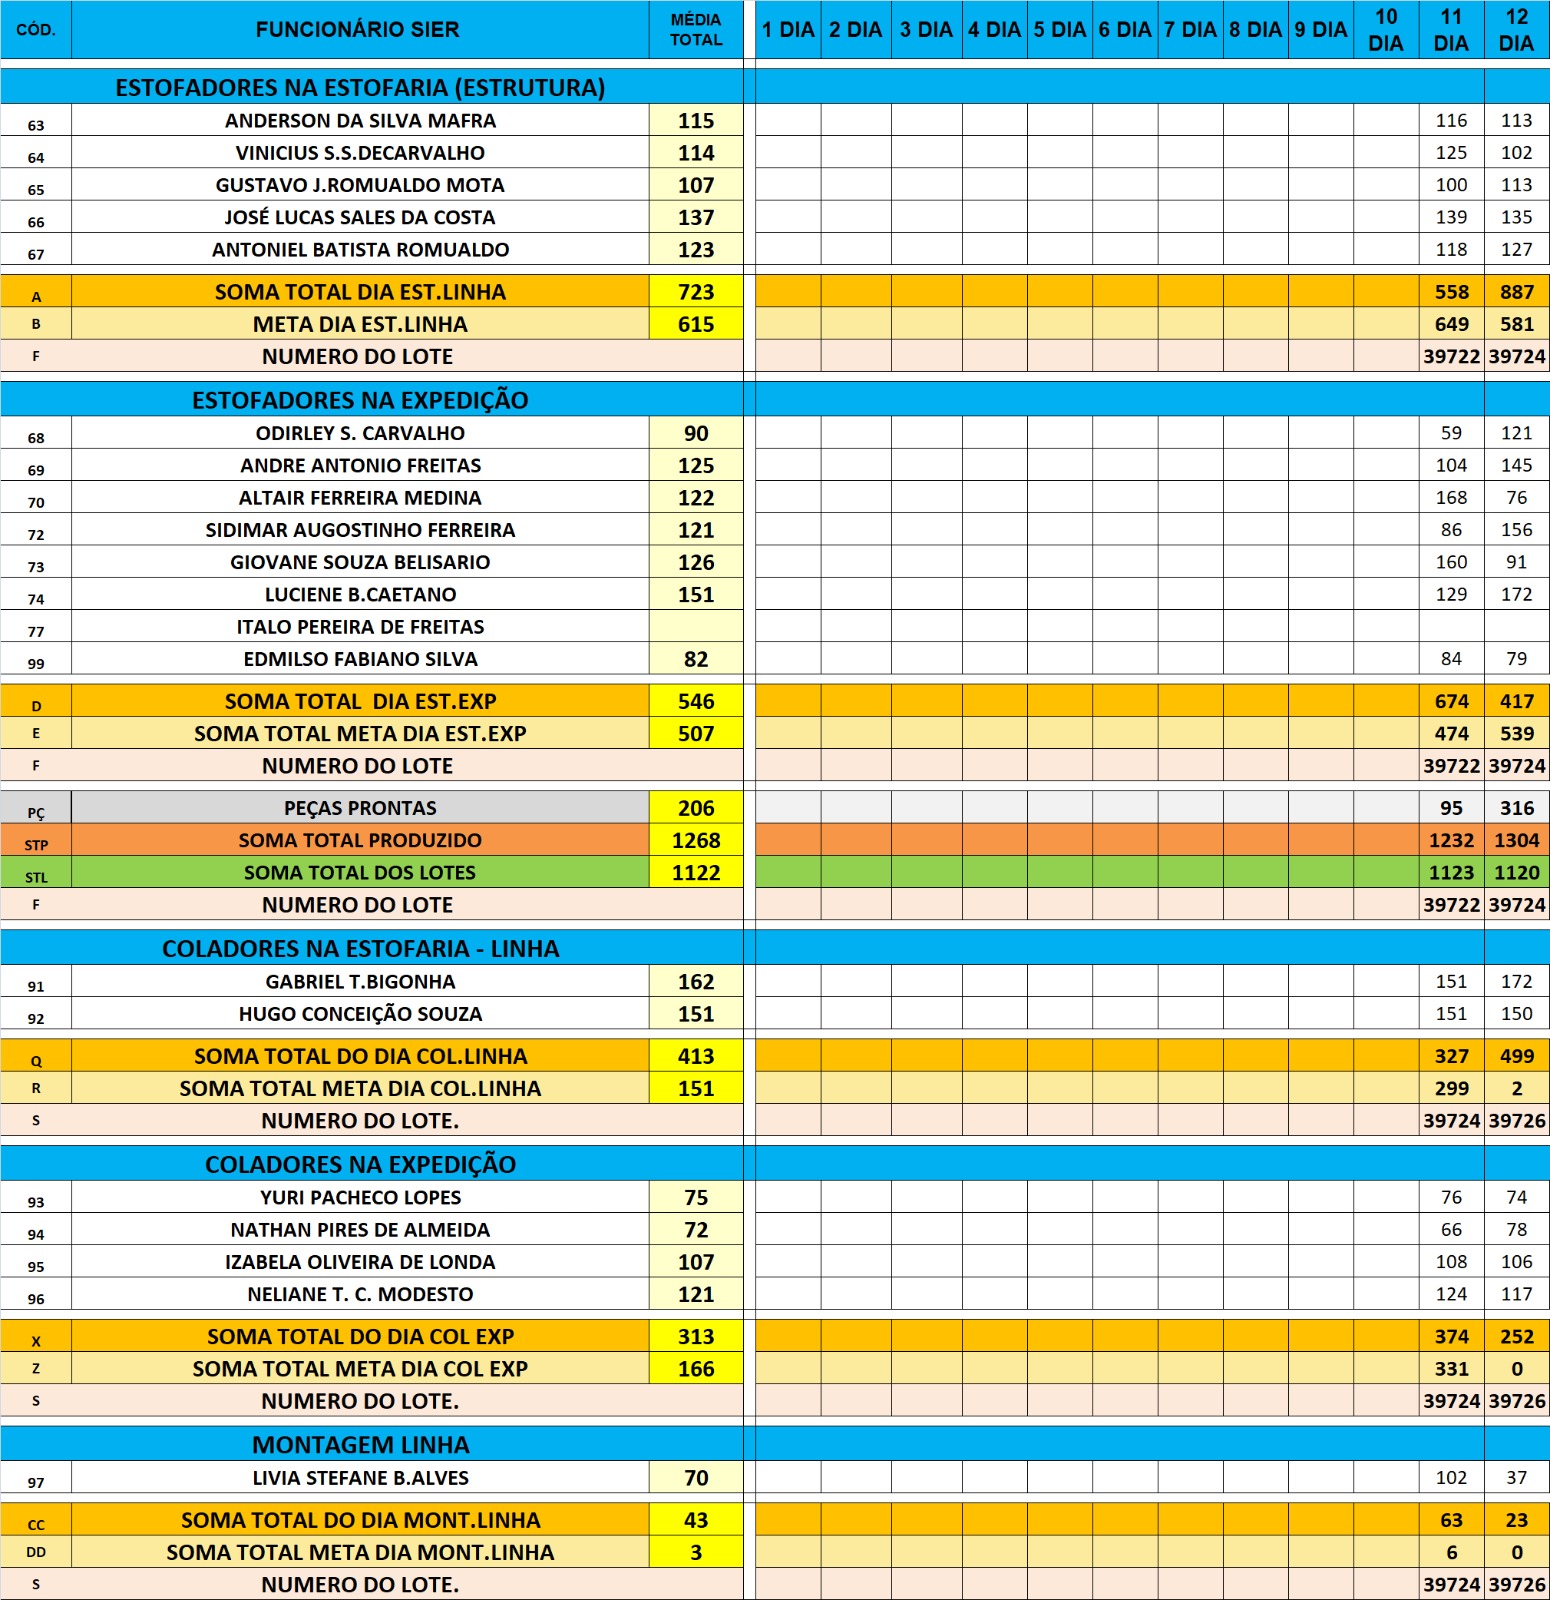 CÓD. FUNCIONÁRIO SIER MÉDIA TOTAL 1 DIA 2 DIA 3 DIA 4 DIA 5 DIA 6 DIA 7 DIA 8 DIA 9 DIA 10 DIA 11 DIA 12 DIA
ESTOFADORES NA ESTOFARIA (ESTRUTURA)
63 ANDERSON DA SILVA MAFRA 115 116 113
64 VINICIUS S.S.DECARVALHO 114 125 102
65 GUSTAVO J.ROMUALDO MOTA 107 100 113
66 JOSÉ LUCAS SALES DA COSTA 137 139 135
67 ANTONIEL BATISTA ROMUALDO 123 118 127
A SOMA TOTAL DIA EST.LINHA 723 558 887
B META DIA EST.LINHA 615 649 581
F NUMERO DO LOTE 39722 39724
ESTOFADORES NA EXPEDIÇÃO
68 ODIRLEY S. CARVALHO 90 59 121
69 ANDRE ANTONIO FREITAS 125 104 145
70 ALTAIR FERREIRA MEDINA 122 168 76
72 SIDIMAR AUGOSTINHO FERREIRA 121 86 156
73 GIOVANE SOUZA BELISARIO 126 160 91
74 LUCIENE B.CAETANO 151 129 172
77 ITALO PEREIRA DE FREITAS
99 EDMILSO FABIANO SILVA 82 84 79
D SOMA TOTAL DIA EST.EXP 546 674 417
E SOMA TOTAL META DIA EST.EXP 507 474 539
F NUMERO DO LOTE 39722 39724
PÇ PEÇAS PRONTAS 206 95 316
STP SOMA TOTAL PRODUZIDO 1268 1232 1304
STL SOMA TOTAL DOS LOTES 1122 1123 1120
F NUMERO DO LOTE 39722 39724
COLADORES NA ESTOFARIA - LINHA
91 GABRIEL T.BIGONHA 162 151 172
92 HUGO CONCEIÇÃO SOUZA 151 151 150
Q SOMA TOTAL DO DIA COL.LINHA 413 327 499
R SOMA TOTAL META DIA COL.LINHA 151 299 2
S NUMERO DO LOTE. 39724 39726
COLADORES NA EXPEDIÇÃO
93 YURI PACHECO LOPES 75 76 74
94 NATHAN PIRES DE ALMEIDA 72 66 78
95 IZABELA OLIVEIRA DE LONDA 107 108 106
96 NELIANE T. C. MODESTO 121 124 117
X SOMA TOTAL DO DIA COL EXP 313 374 252
Z SOMA TOTAL META DIA COL EXP 166 331 0
S NUMERO DO LOTE. 39724 39726
MONTAGEM LINHA
97 LIVIA STEFANE B.ALVES 70 102 37
CC SOMA TOTAL DO DIA MONT.LINHA 43 63 23
DD SOMA TOTAL META DIA MONT.LINHA 3 6 0
S NUMERO DO LOTE. 39724 39726